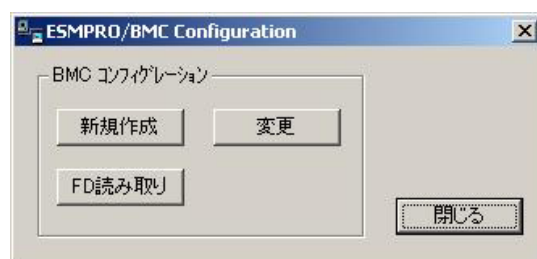 ESMPRO/BMC Configuration
BMC コンフィグレーション
新規作成
変更
FD読み取り
閉じる